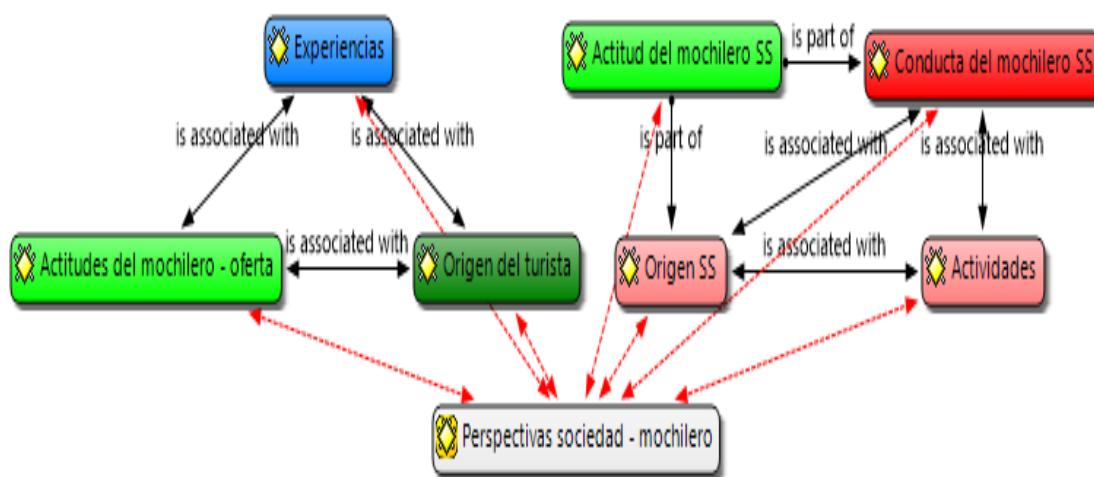 Experiencias
Actitud del mochilero SS
is part of
Conducta del mochilero SS
is associated with
is associated with
is part of
is associated with
is associated with
Actitudes del mochilero - oferta
is associated with
Origen del turista
Origen SS
is associated with
Actividades
Perspectivas sociedad - mochilero